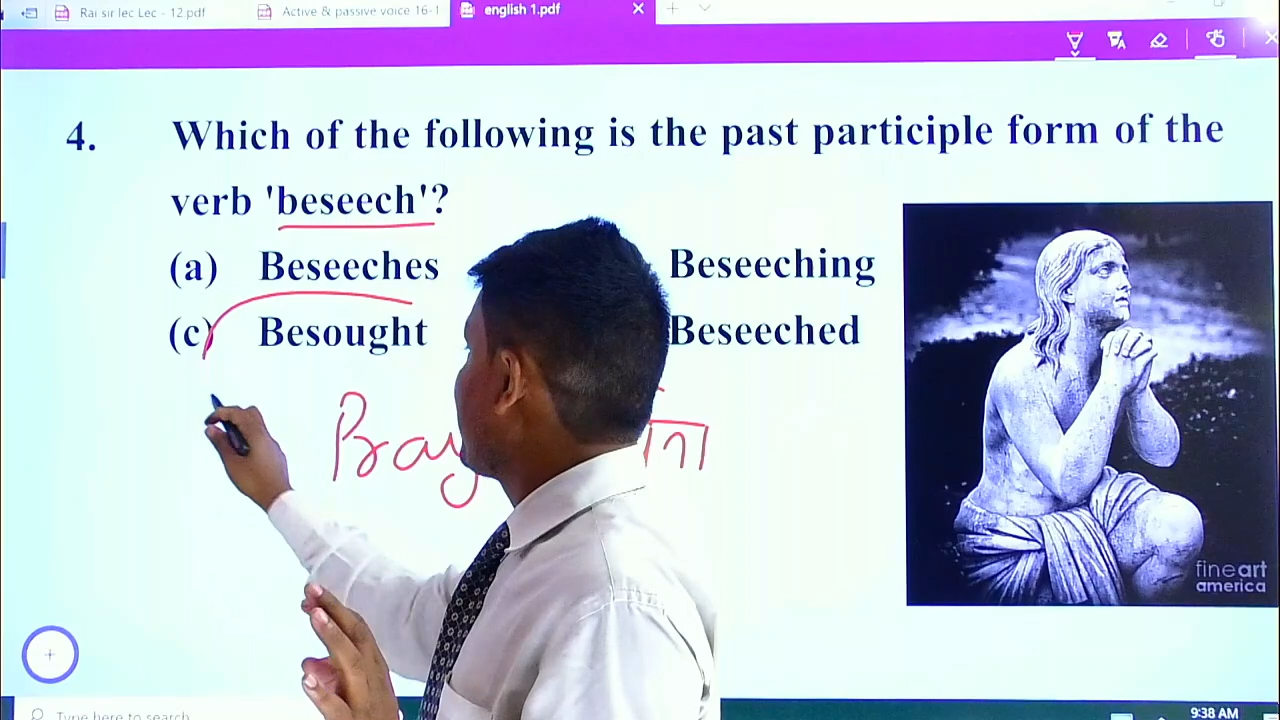 Rai sir lec Lec - 12.pdf
Active & passive voice 16-1
english 1.pdf
4. Which of the following is the past participle form of the
verb 'beseech'?
(a) Beseeches
Beseeching
(c) Besought
Beseeched
Pray
fineart
america
Type here to search
9:38 AM